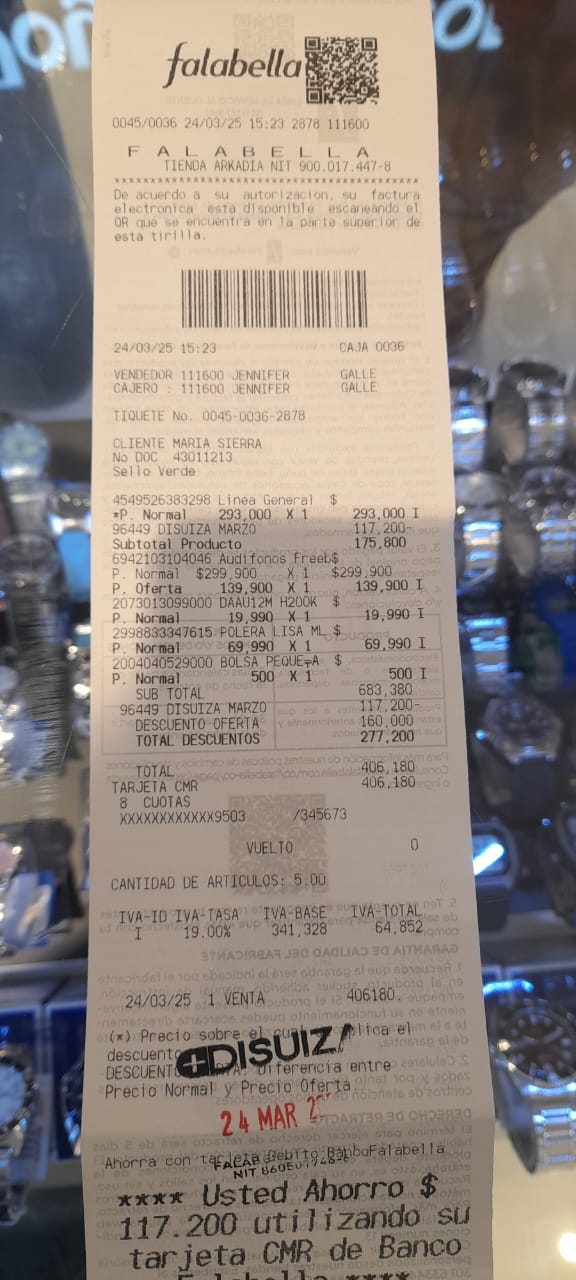 falabella
0045/0036 24/03/25 15:23 2878 111600
F A L A B E L L A
TIENDA ARKADIA NIT 900.017.447-8
******************************************
De acuerdo a su autorizacion, su factura
electronica esta disponible escaneando el
QR que se encuentra en la parte superior de
esta tirilla.
24/03/25 15:23 CAJA 0036
VENDEDOR 111600 JENNIFER GALLE
CAJERO : 111600 JENNIFER GALLE
TIQUETE No. 0045-0036-2878
CLIENTE MARIA SIERRA
No DOC 43011213
Sello Verde
4549526383298 Linea General $
*P. Normal 293,000 X 1 293,000 I
96449 DISUIZA MARZO 117,200-
Subtotal Producto 175,800
6942103104046 Audifonos Freeb$
P. Normal $299,900 X 1 $299,900
P. Oferta 139,900 X 1 139,900 I
2073013099000 DAAU12M H200K $
P. Normal 19,990 X 1 19,990 I
2998833347615 POLERA LISA ML $
P. Normal 69,990 X 1 69,990 I
2004040529000 BOLSA PEQUE¬A $
P. Normal 500 X 1 500 I
SUB TOTAL 683,380
96449 DISUIZA MARZO 117,200-
DESCUENTO OFERTA 160,000
TOTAL DESCUENTOS 277,200
TOTAL 406,180
TARJETA CMR 406,180
8 CUOTAS
XXXXXXXXXXXX9503 /345673
VUELTO 0
CANTIDAD DE ARTICULOS: 5.00
IVA-ID IVA-TASA IVA-BASE IVA-TOTAL
I 19.00% 341,328 64,852
24/03/25 1 VENTA 406180.
(*) Precio sobre el cual aplica el
descuento
DISUIZA
DESCUENTO Diferencia entre
Precio Normal y Precio Oferta
24 MAR
Ahorra con tarjeta Debito BancoFalabella
NIT
**** Usted Ahorro $
117.200 utilizando su
tarjeta CMR de Banco
Falabella ****